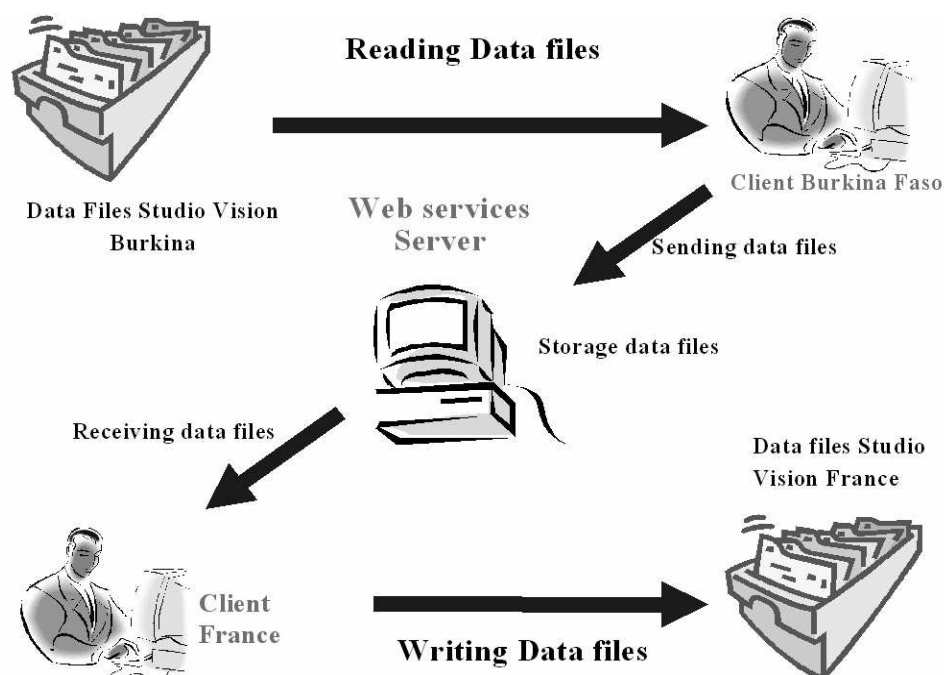 Reading Data files
Client Burkina Faso
Data Files Studio Vision
Burkina
Web services
Server
Sending data files
Storage data files
Receiving data files
Data files Studio
Vision France
Client
France
Writing Data files